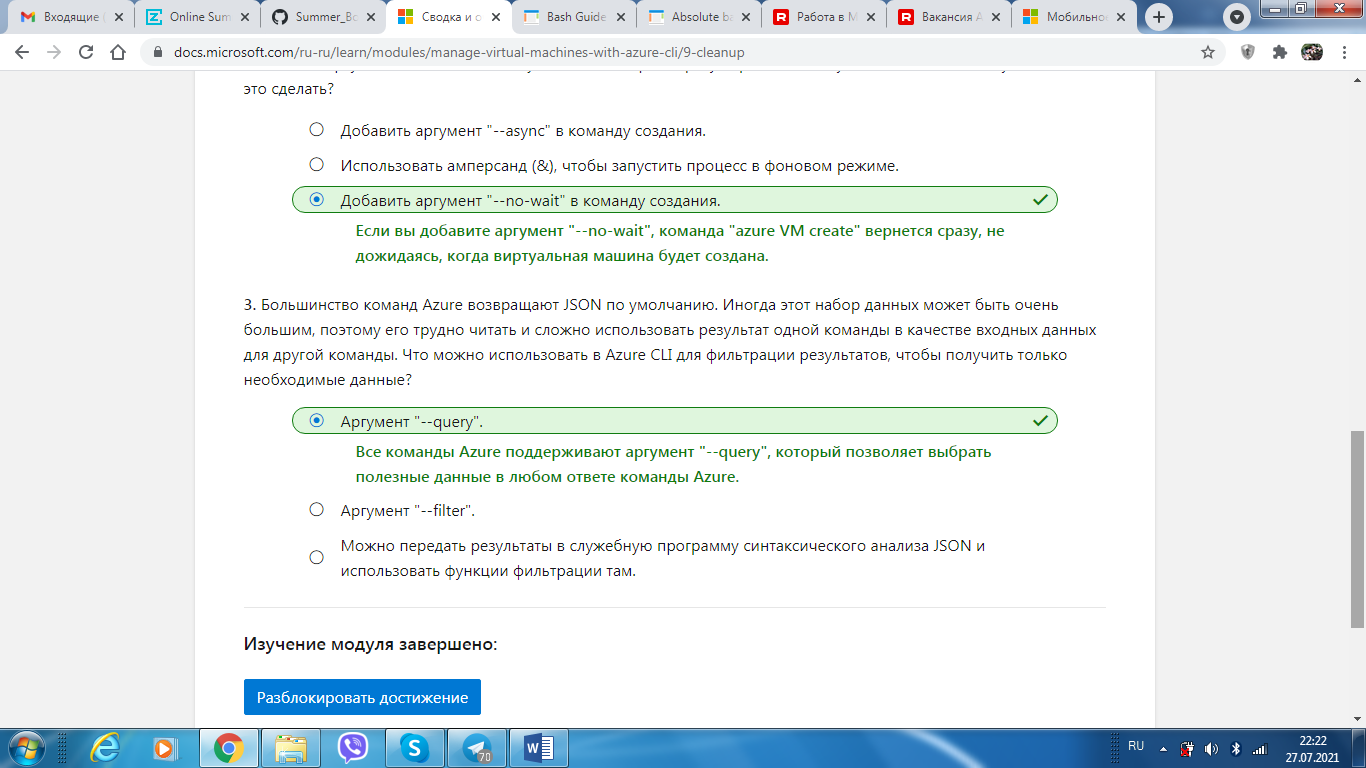 Входящие (
Online Sum
Summer_Bo
Сводка и о
Bash Guide
Absolute ba
Работа в M
Вакансия A
Мобильно
docs.microsoft.com/ru-ru/learn/modules/manage-virtual-machines-with-azure-cli/9-cleanup
это сделать?
Добавить аргумент "--async" в команду создания.
Использовать амперсанд (&), чтобы запустить процесс в фоновом режиме.
Добавить аргумент "--no-wait" в команду создания.
Если вы добавите аргумент "--no-wait", команда "azure VM create" вернется сразу, не
дожидаясь, когда виртуальная машина будет создана.
3. Большинство команд Azure возвращают JSON по умолчанию. Иногда этот набор данных может быть очень
большим, поэтому его трудно читать и сложно использовать результат одной команды в качестве входных данных
для другой команды. Что можно использовать в Azure CLI для фильтрации результатов, чтобы получить только
необходимые данные?
Аргумент "--query".
Все команды Azure поддерживают аргумент "--query", который позволяет выбрать
полезные данные в любом ответе команды Azure.
Аргумент "--filter".
Можно передать результаты в служебную программу синтаксического анализа JSON и
использовать функции фильтрации там.
Изучение модуля завершено:
Разблокировать достижение
70
RU
22:22
27.07.2021